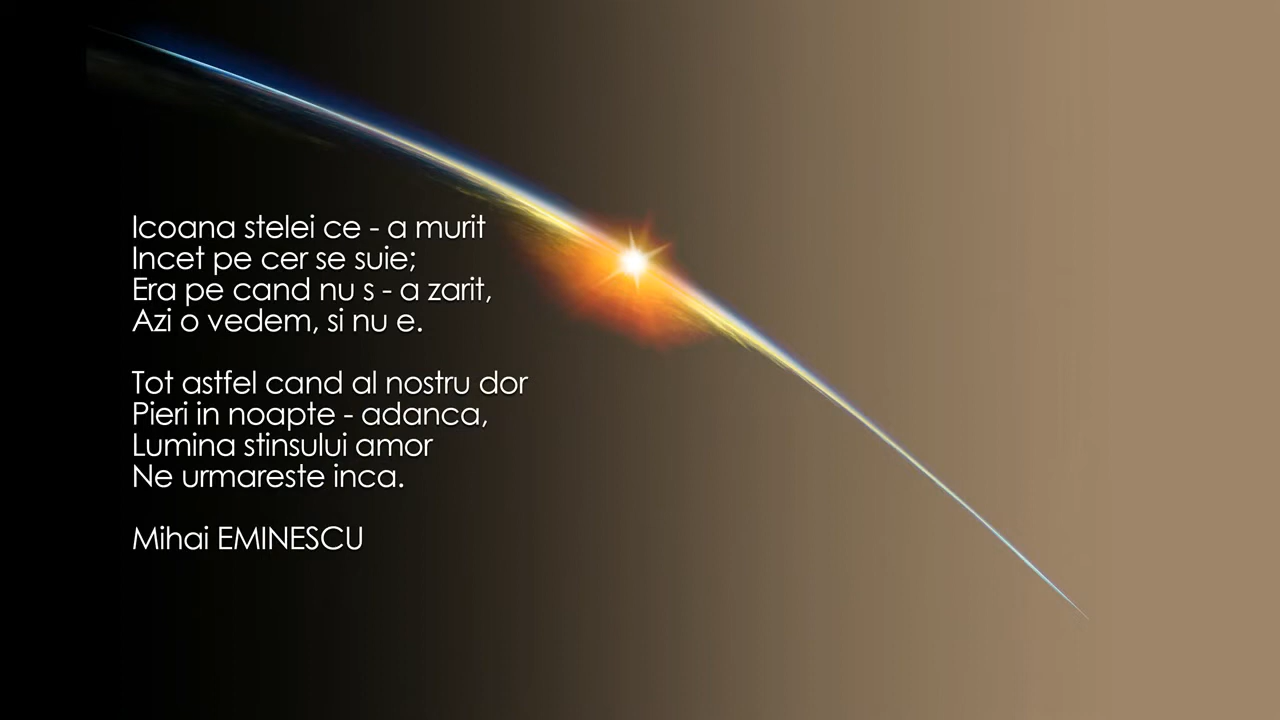 Icoana stelei ce - a murit
Incet pe cer se suie;
Era pe cand nu s - a zarit,
Azi o vedem, si nu e.
Tot astfel cand al nostru dor
Pieri in noapte - adanca,
Lumina stinsului amor
Ne urmareste inca.
Mihai EMINESCU